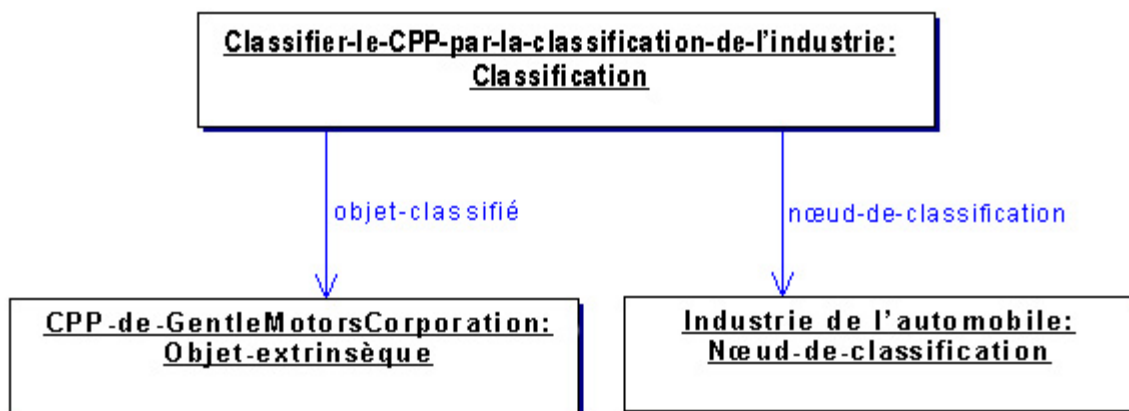 Classifier-le-CPP-par-la-classification-de-l'industrie:
Classification
objet-classifié
nœud-de-classification
CPP-de-GentleMotorsCorporation:
Objet-extrinsèque
Industrie de l'automobile:
Nœud-de-classification